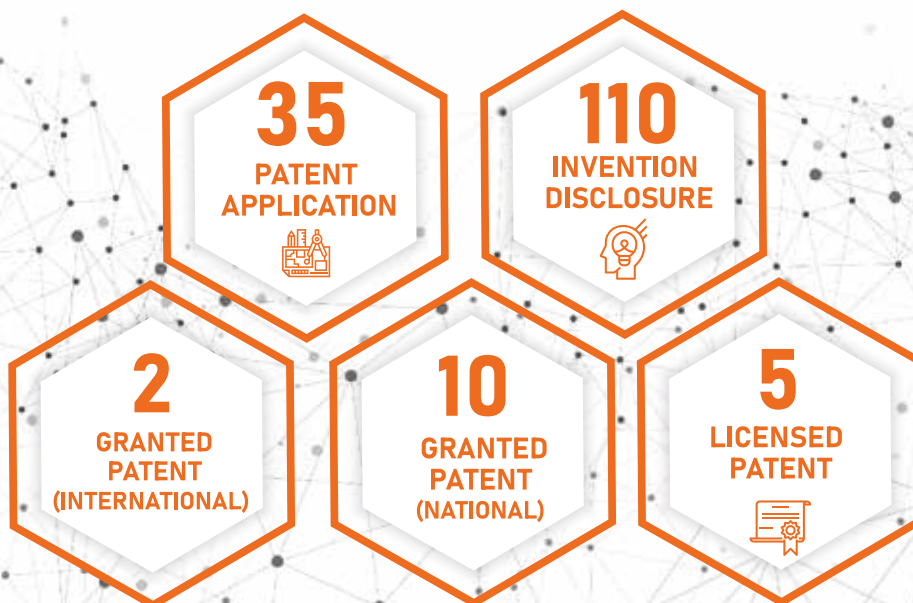 35
PATENT
APPLICATION
110
INVENTION
DISCLOSURE
2
GRANTED
PATENT
(INTERNATIONAL)
10
GRANTED
PATENT
(NATIONAL)
5
LICENSED
PATENT